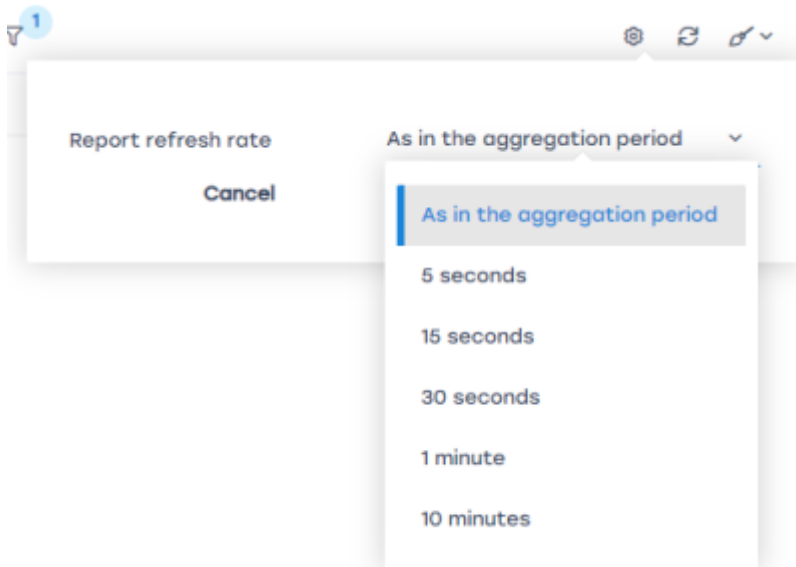 1
Report refresh rate
As in the aggregation period
Cancel
As in the aggregation period
5 seconds
15 seconds
30 seconds
1 minute
10 minutes